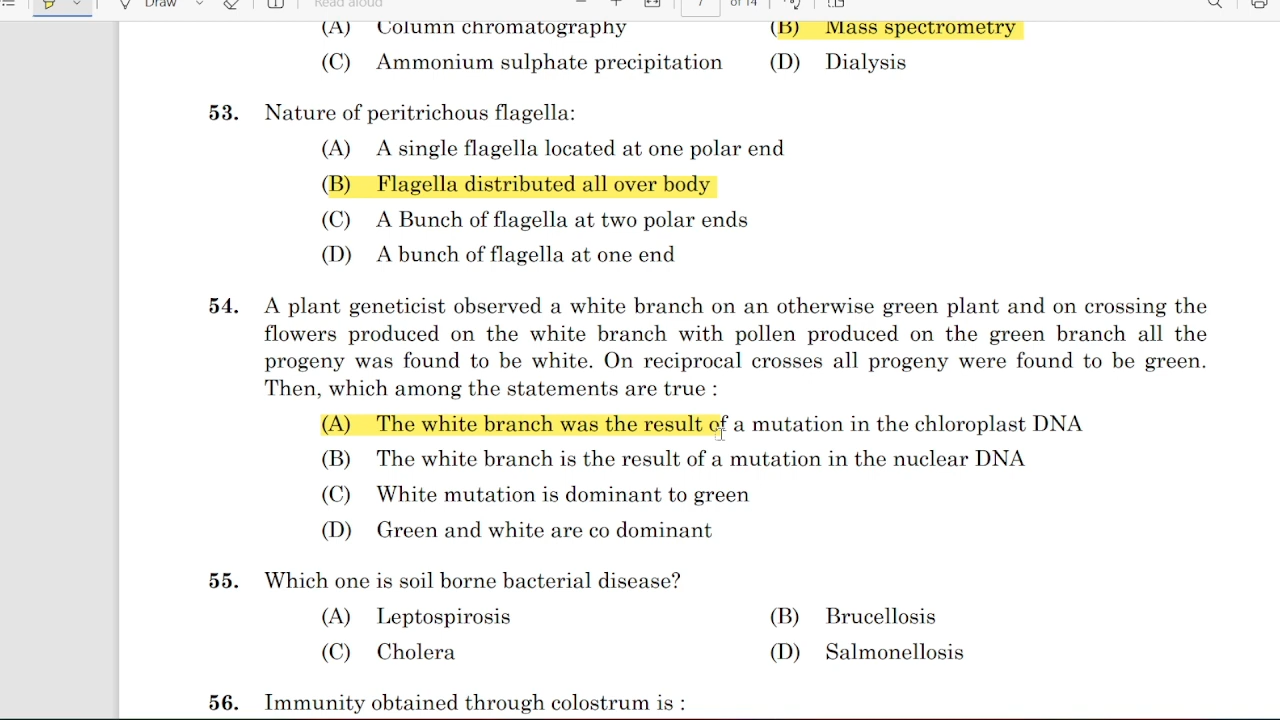 Draw
Read aloud
7 of 14
(A) Column chromatography (B) Mass spectrometry
(C) Ammonium sulphate precipitation (D) Dialysis
53. Nature of peritrichous flagella:
(A) A single flagella located at one polar end
(B) Flagella distributed all over body
(C) A Bunch of flagella at two polar ends
(D) A bunch of flagella at one end
54. A plant geneticist observed a white branch on an otherwise green plant and on crossing the
flowers produced on the white branch with pollen produced on the green branch all the
progeny was found to be white. On reciprocal crosses all progeny were found to be green.
Then, which among the statements are true :
(A) The white branch was the result of a mutation in the chloroplast DNA
(B) The white branch is the result of a mutation in the nuclear DNA
(C) White mutation is dominant to green
(D) Green and white are co dominant
55. Which one is soil borne bacterial disease?
(A) Leptospirosis (B) Brucellosis
(C) Cholera (D) Salmonellosis
56. Immunity obtained through colostrum is :